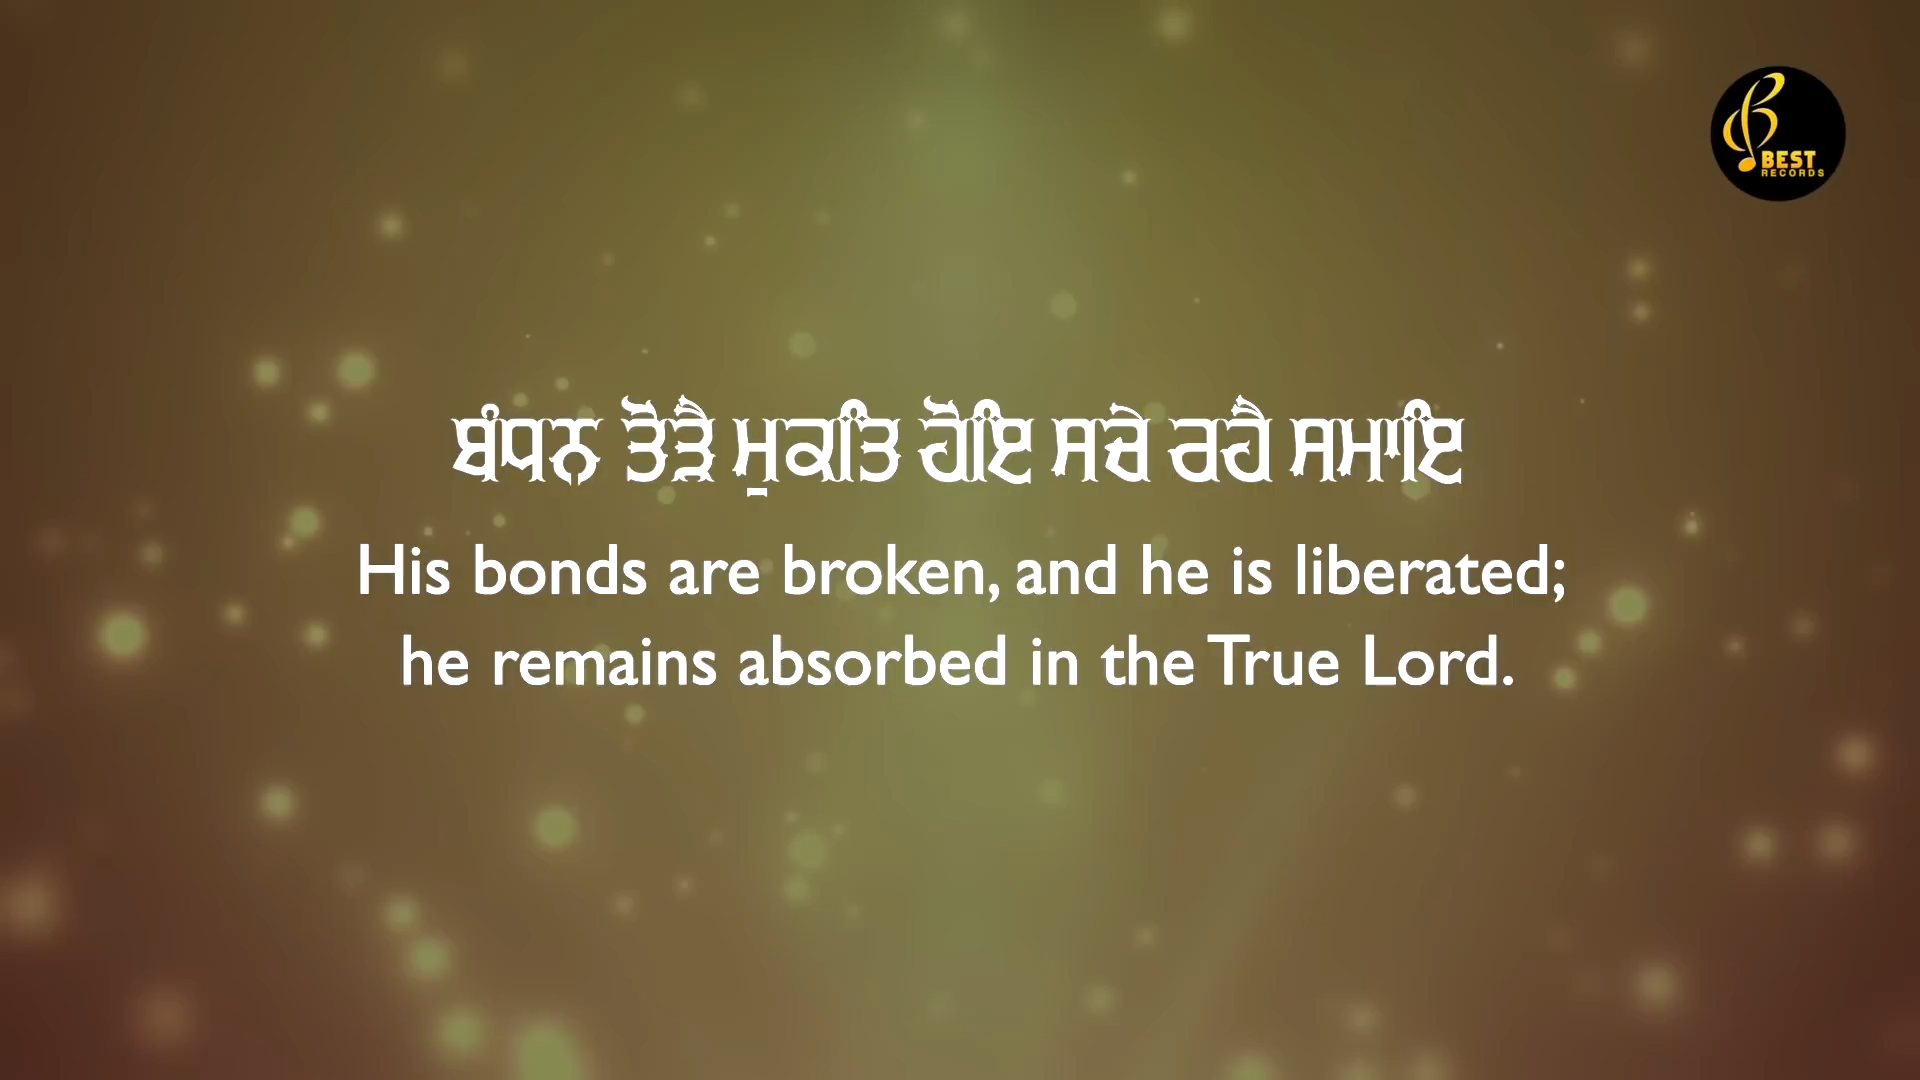 BEST
RECORDS
ਬੰਧਨ ਤੋੜੈ ਮੁਕਤਿ ਹੋਇ ਸਚੇ ਰਹੈ ਸਮਾਇ
His bonds are broken, and he is liberated;
he remains absorbed in the True Lord.